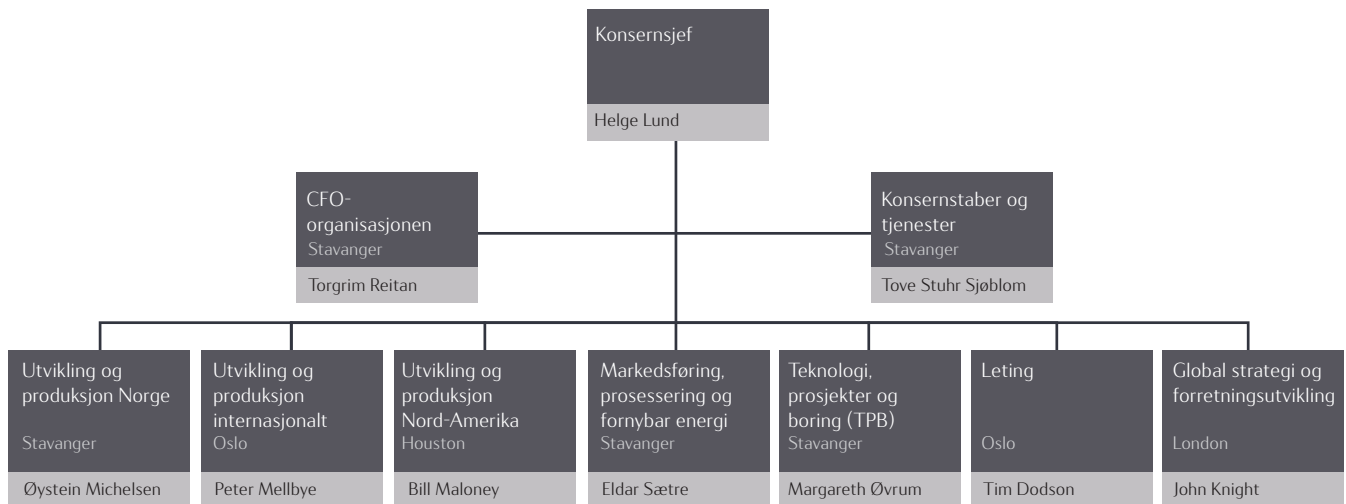 Konsernsjef
Helge Lund
CFO-
organisasjonen
Stavanger
Torgrim Reitan
Konsernstaber og
tjenester
Stavanger
Tove Stuhr Sjøblom
Utvikling og
produksjon Norge
Stavanger
Øystein Michelsen
Utvikling og
produksjon
internasjonalt
Oslo
Peter Mellbye
Utvikling og
produksjon
Nord-Amerika
Houston
Bill Maloney
Markedsføring,
prosessering og
fornybar energi
Stavanger
Eldar Sætre
Teknologi,
prosjekter og
boring (TPB)
Stavanger
Margareth Øvrum
Leting
Oslo
Tim Dodson
Global strategi og
forretningsutvikling
London
John Knight